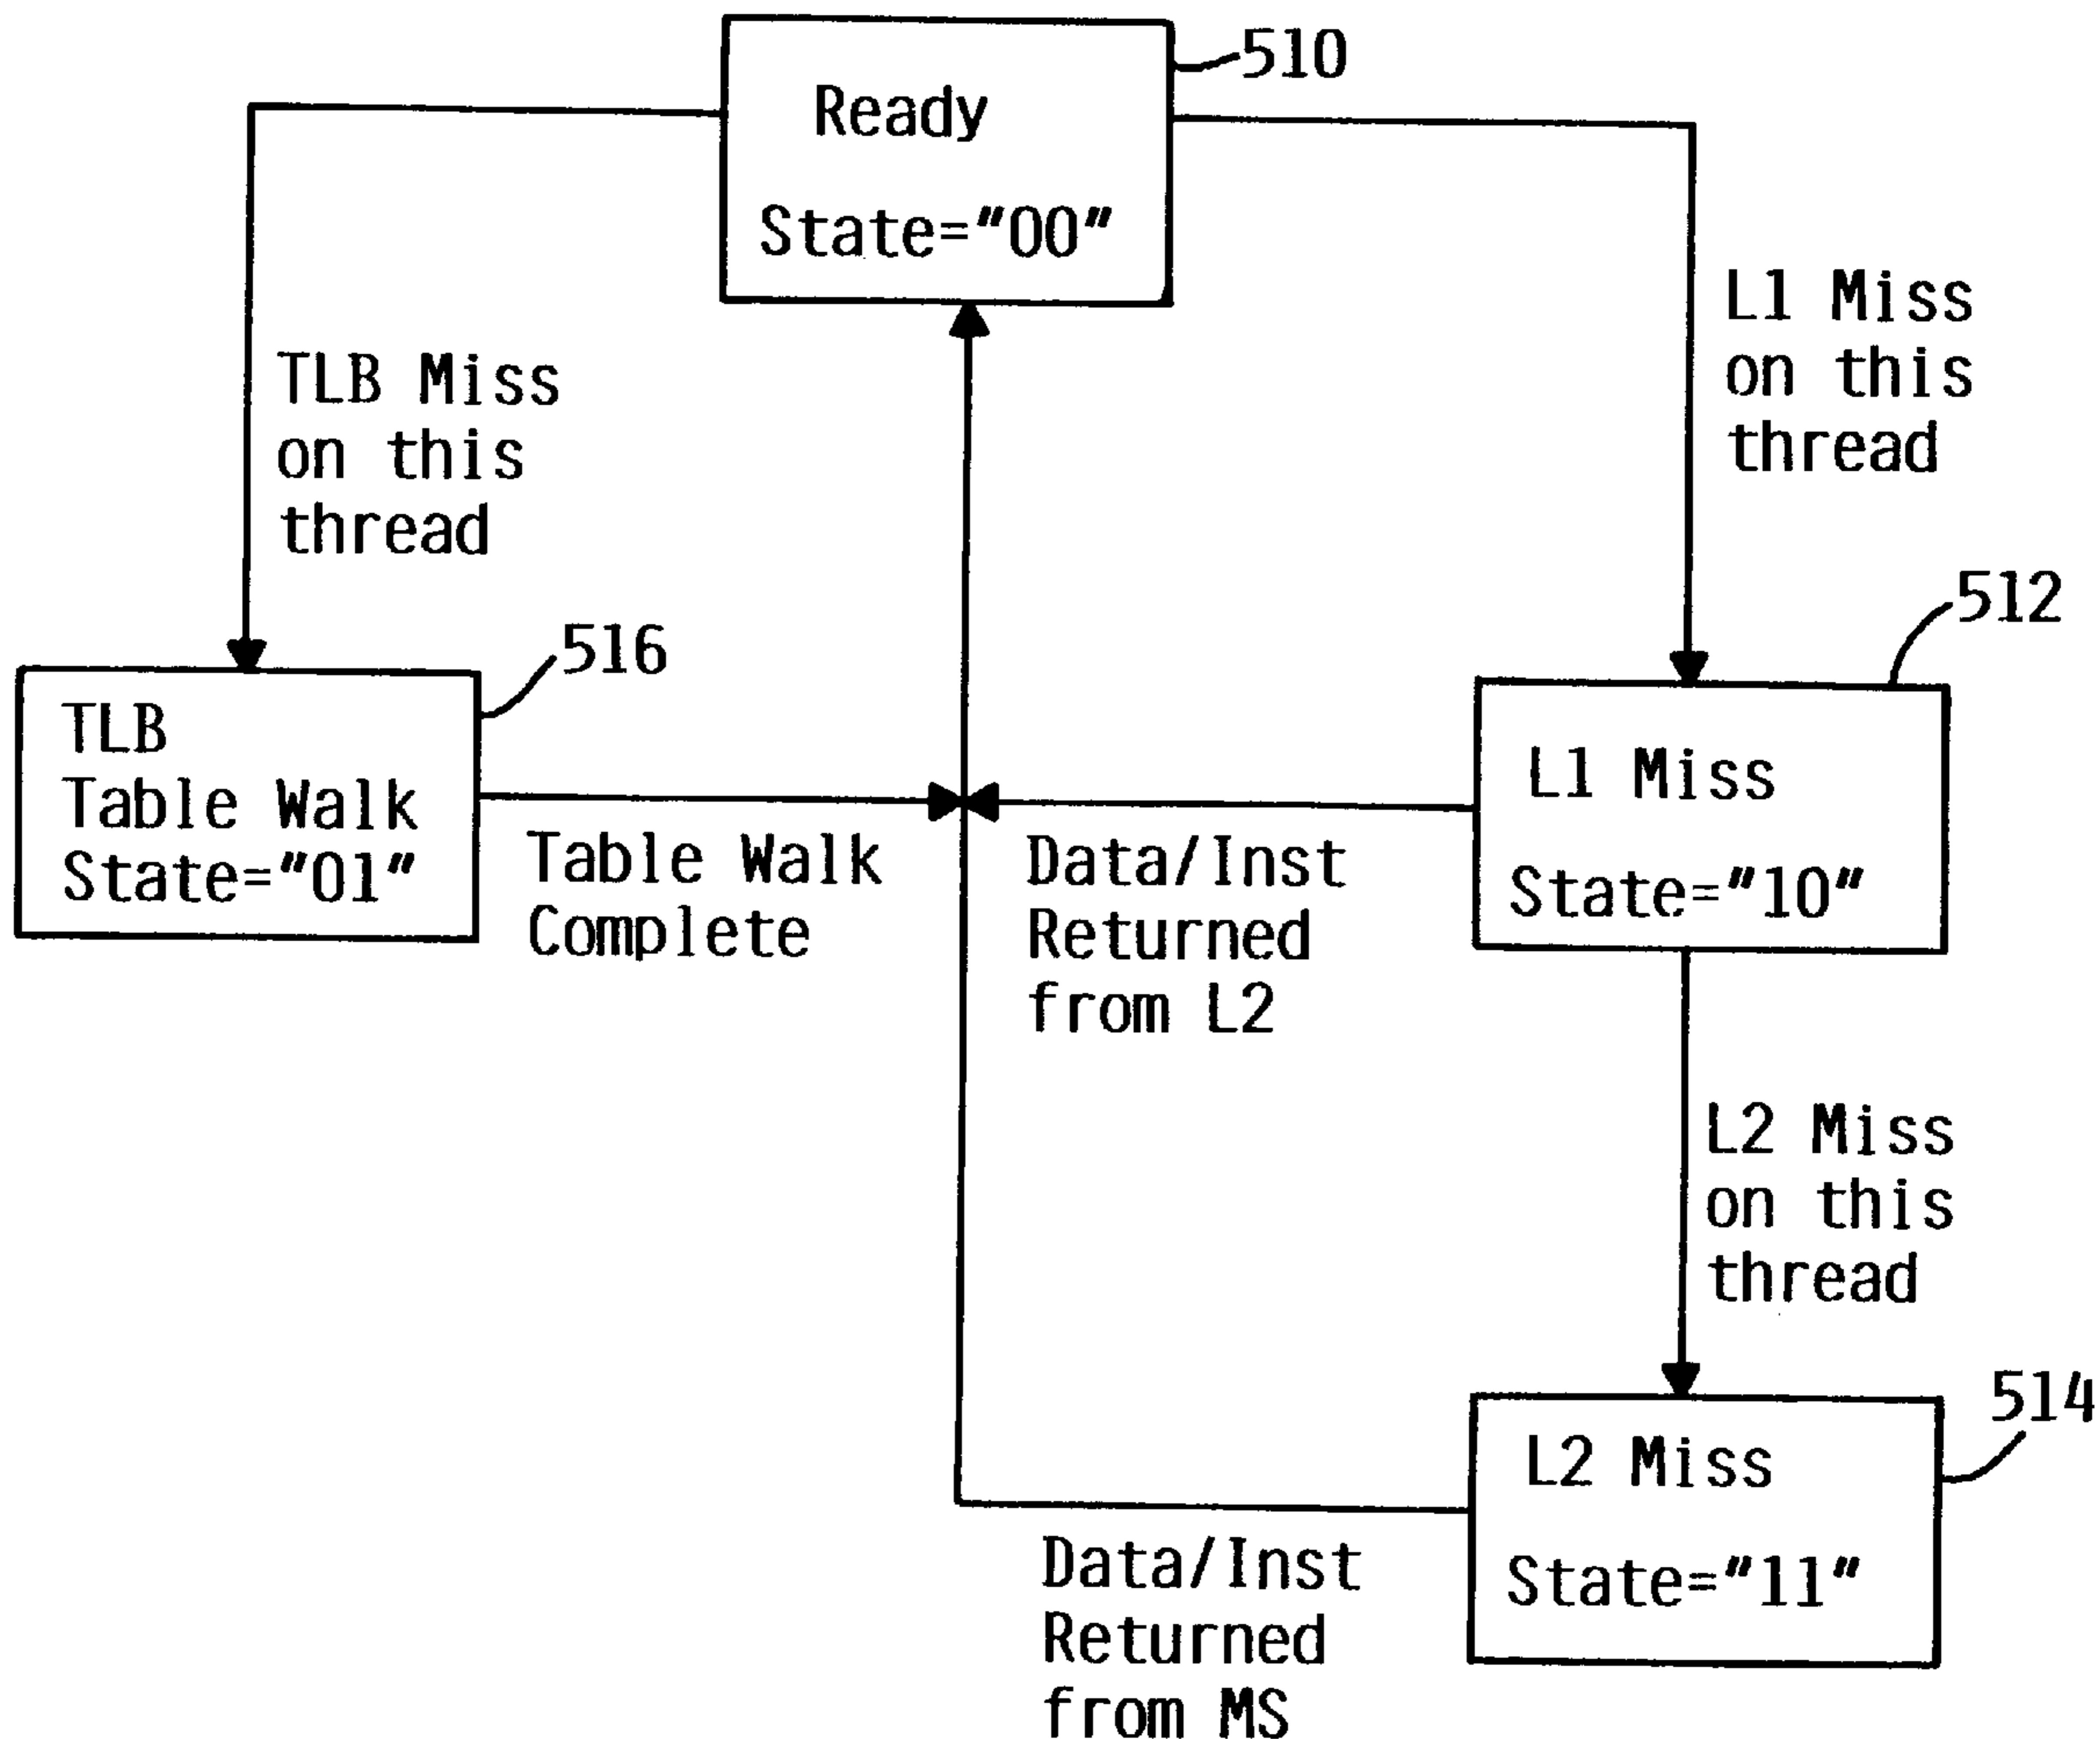 510
Ready
State="00"
L1 Miss
on this
thread
TLB Miss
on this
thread
512
516
TLB
Table Walk
State="01"
L1 Miss
State="10"
Table Walk
Complete
Data/Inst
Returned
from L2
L2 Miss
on this
thread
514
L2 Miss
State="11"
Data/Inst
Returned
from MS